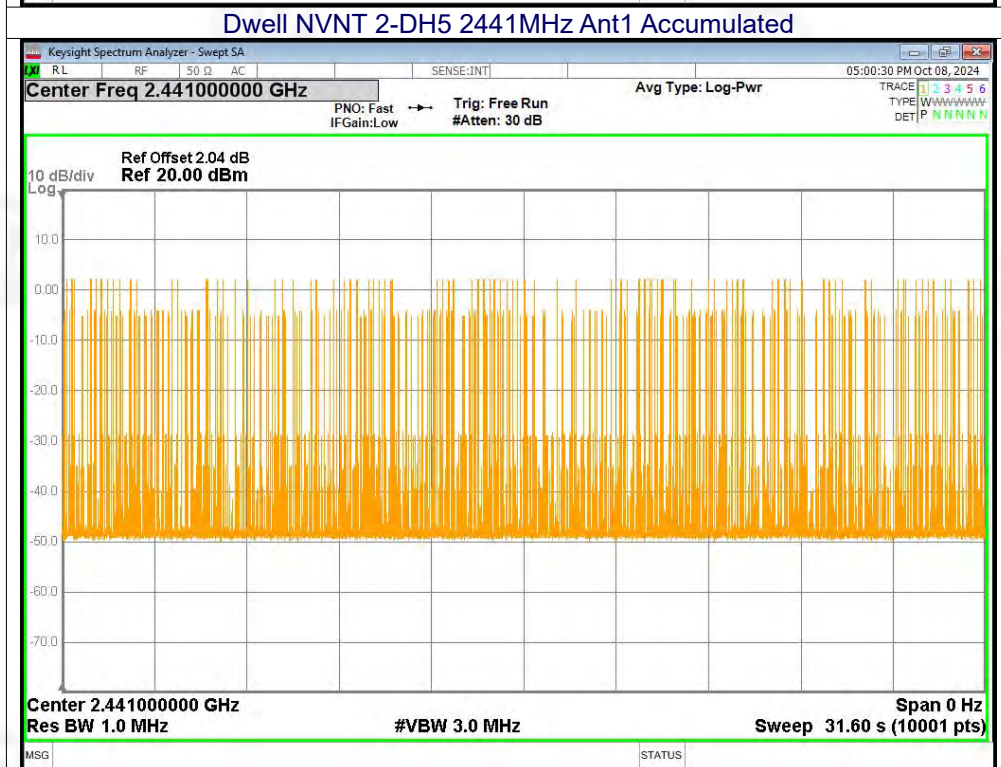 Dwell NVNT 2-DH5 2441MHz Ant1 Accumulated
Keysight Spectrum Analyzer - Swept SA
LXI RL RF 50 Ω AC SENSE:INT 05:00:30 PM Oct 08, 2024
Center Freq 2.441000000 GHz Avg Type: Log-Pwr TRACE 1 2 3 4 5 6
PNO: Fast Trig: Free Run TYPE WWWWWWW
IFGain:Low #Atten: 30 dB DET P N N N N N
Ref Offset 2.04 dB
10 dB/div Ref 20.00 dBm
Log
10.0
0.00
-10.0
-20.0
-30.0
-40.0
-50.0
-60.0
-70.0
Center 2.441000000 GHz Span 0 Hz
Res BW 1.0 MHz #VBW 3.0 MHz Sweep 31.60 s (10001 pts)
MSG STATUS